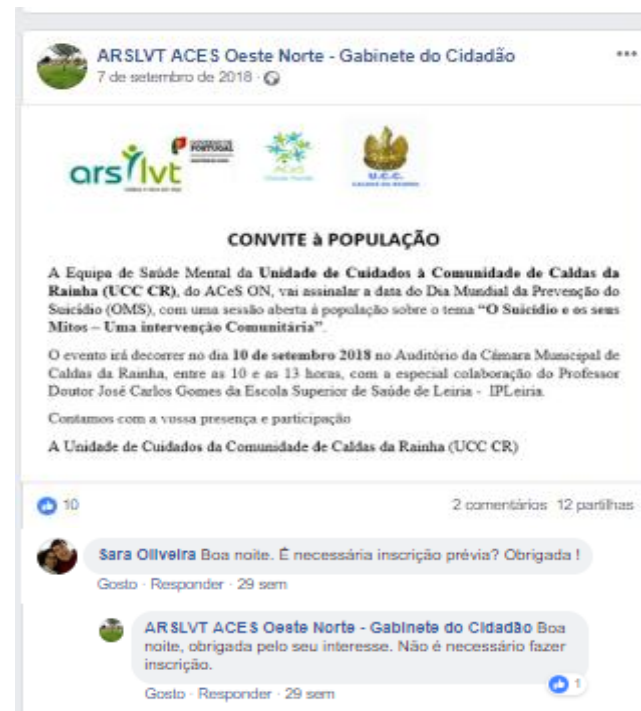 ARSLVT ACES Oeste Norte - Gabinete do Cidadão
7 de setembro de 2018 ·
ars lvt
GOVERNO DE
PORTUGAL
ACeS
U.C.C.
CALDAS DA RAINHA
CONVITE à POPULAÇÃO
A Equipa de Saúde Mental da Unidade de Cuidados à Comunidade de Caldas da
Rainha (UCC CR), do ACeS ON, vai assinalar a data do Dia Mundial da Prevenção do
Suicídio (OMS), com uma sessão aberta á população sobre o tema “O Suicídio e os seus
Mitos – Uma intervenção Comunitária”.
O evento irá decorrer no dia 10 de setembro 2018 no Auditório da Câmara Municipal de
Caldas da Rainha, entre as 10 e as 13 horas, com a especial colaboração do Professor
Doutor José Carlos Gomes da Escola Superior de Saúde de Leiria - IPLeiria.
Contamos com a vossa presença e participação
A Unidade de Cuidados da Comunidade de Caldas da Rainha (UCC CR)
10
2 comentários 12 partilhas
Sara Oliveira Boa noite. É necessária inscrição prévia? Obrigada !
Gosto · Responder · 29 sem
ARSLVT ACES Oeste Norte - Gabinete do Cidadão Boa
noite, obrigada pelo seu interesse. Não é necessário fazer
inscrição.
1
Gosto · Responder · 29 sem